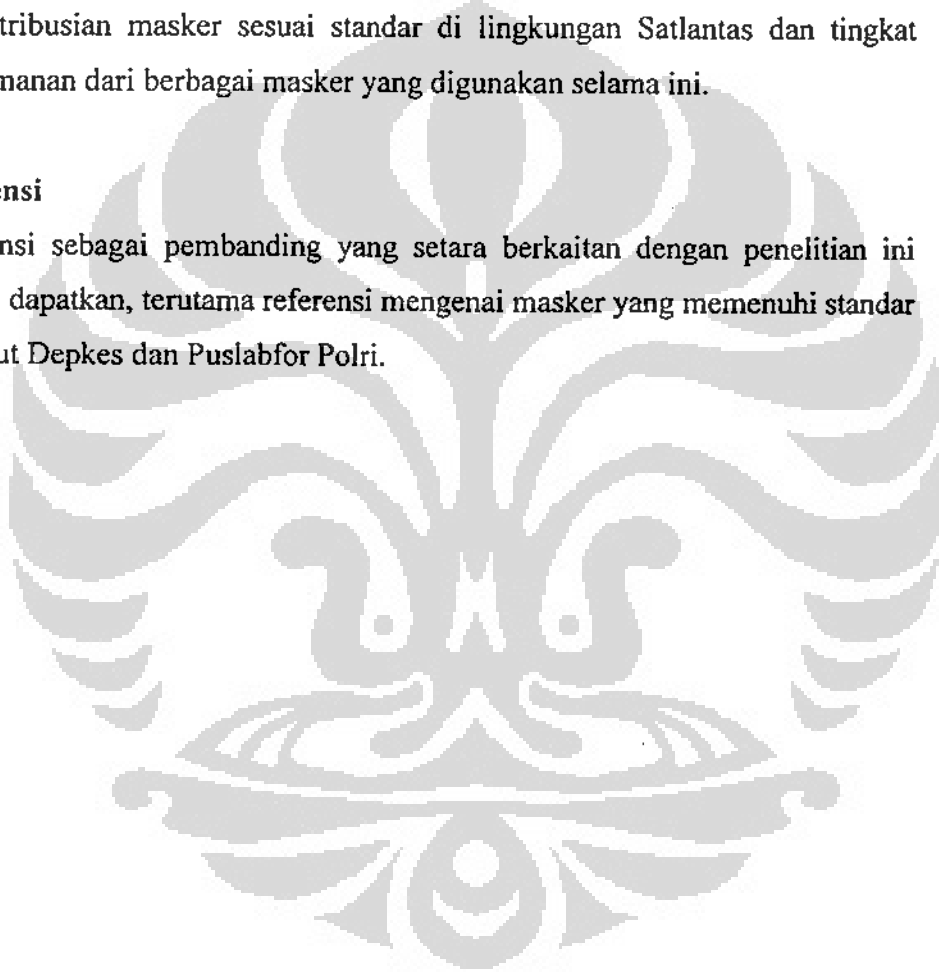 tribusian masker sesuai standar di lingkungan Satlantas dan tingkat
manan dari berbagai masker yang digunakan selama ini.
ensi
nsi sebagai pembanding yang setara berkaitan dengan penelitian ini
dapatkan, terutama referensi mengenai masker yang memenuhi standar
ut Depkes dan Puslabfor Polri.